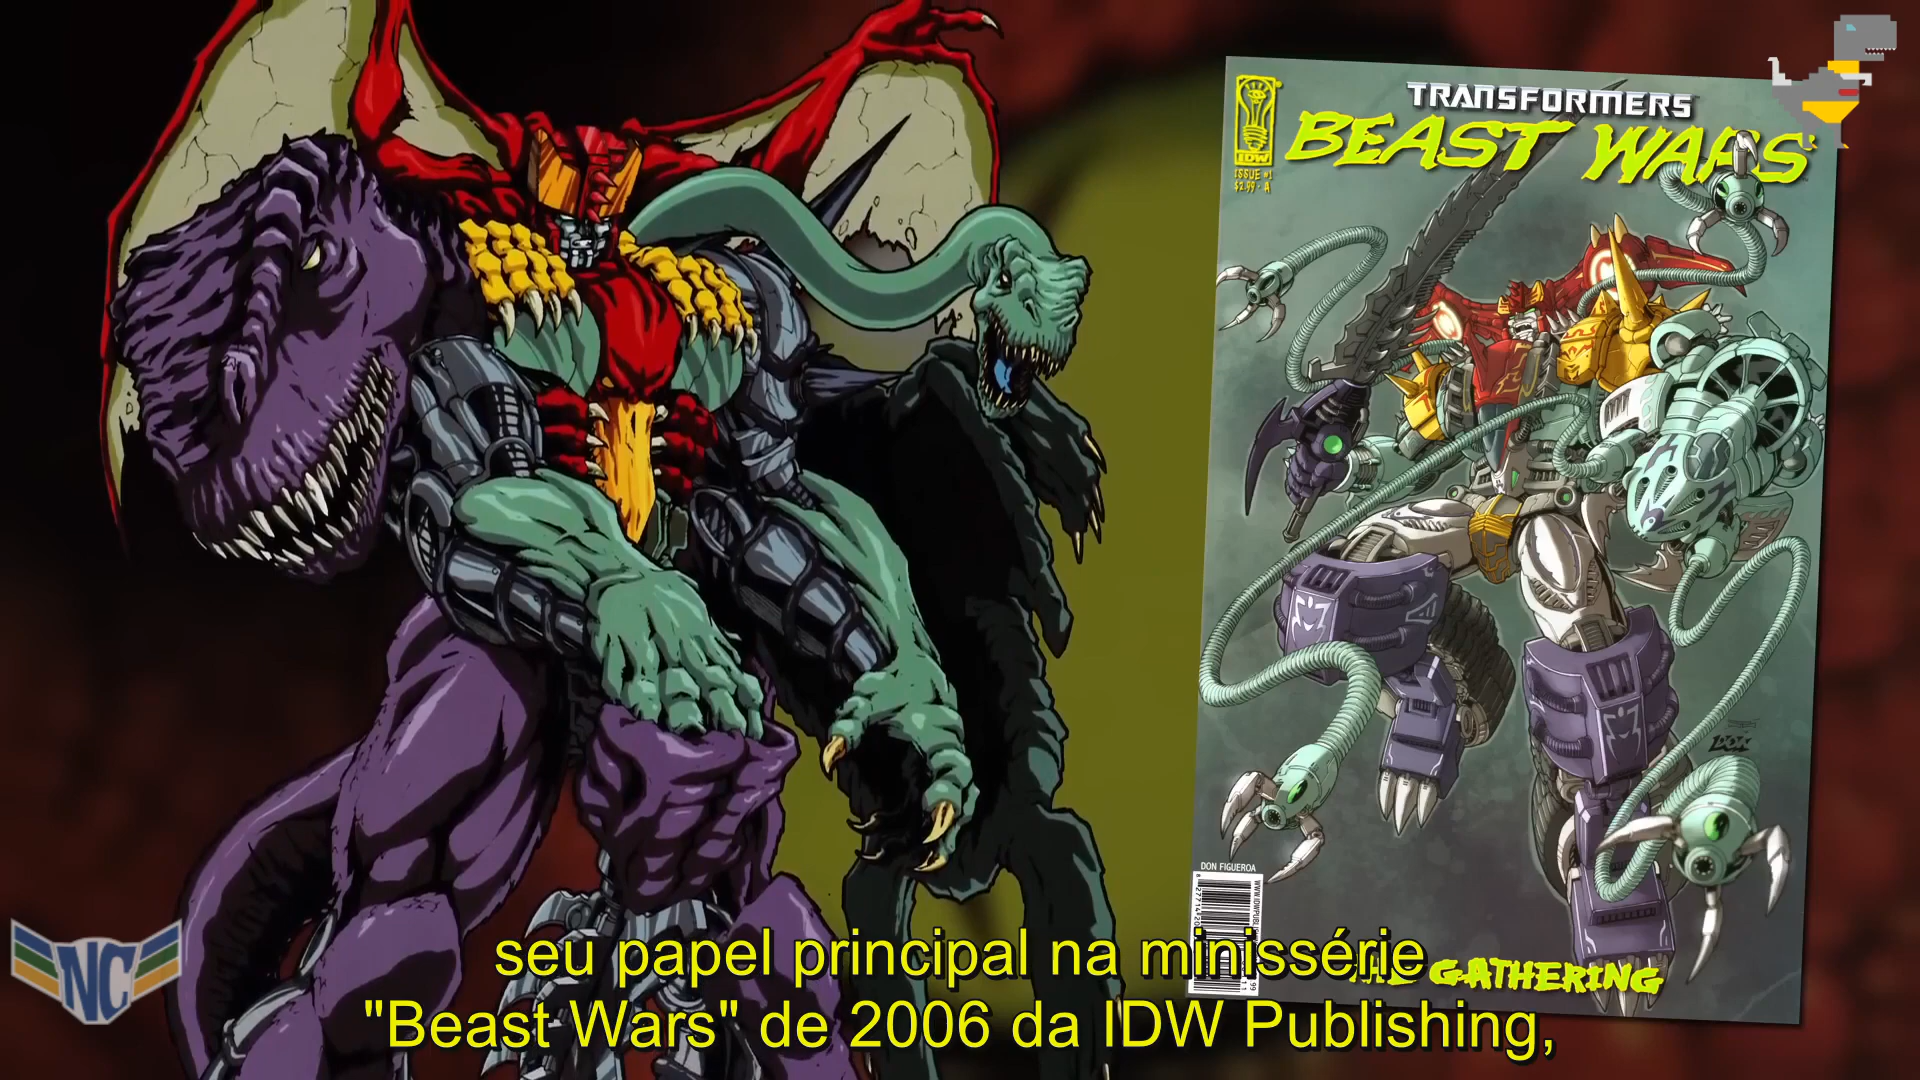 TRANSFORMERS
BEAST WARS
IDW
ISSUE #1
$2.99 - A
DON FIGUEROA
THE GATHERING
NC
seu papel principal na minissérie
"Beast Wars" de 2006 da IDW Publishing,